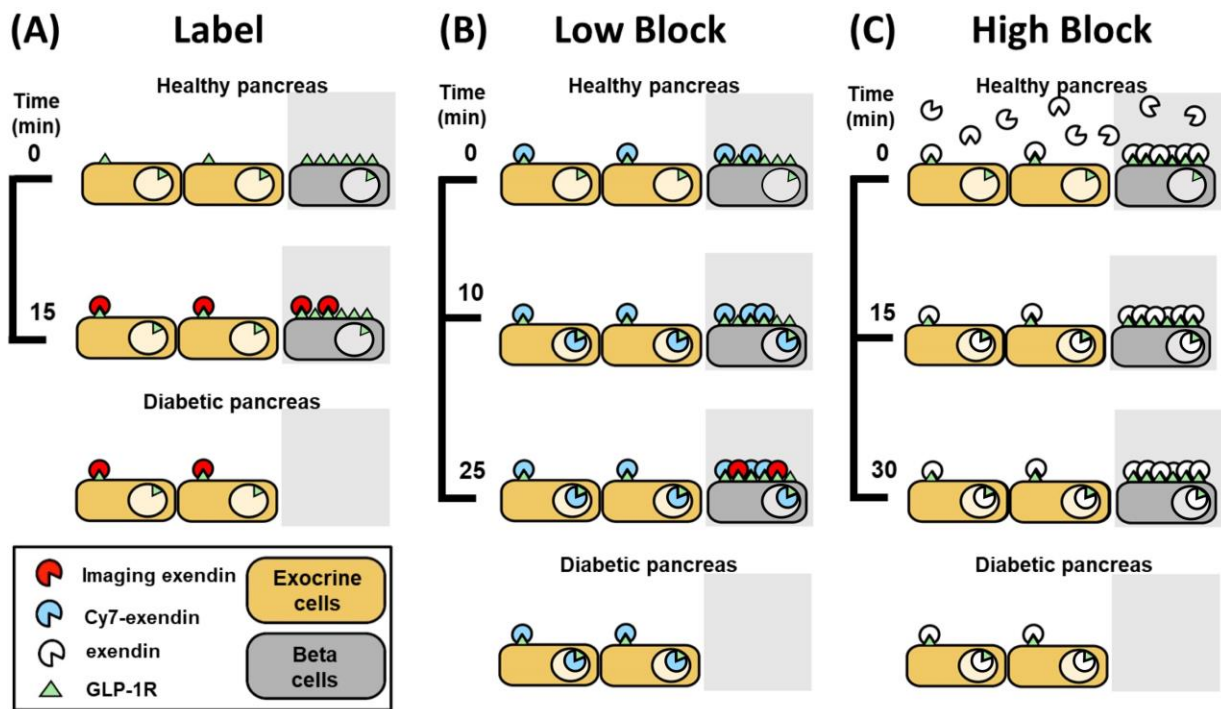 (A) Label
Healthy pancreas
Time
(min)
0
15
Diabetic pancreas
Imaging exendin
Cy7-exendin
exendin
GLP-1R
Exocrine
cells
Beta
cells
(B) Low Block
Healthy pancreas
Time
(min)
0
10
25
Diabetic pancreas
(C) High Block
Healthy pancreas
Time
(min)
0
15
30
Diabetic pancreas